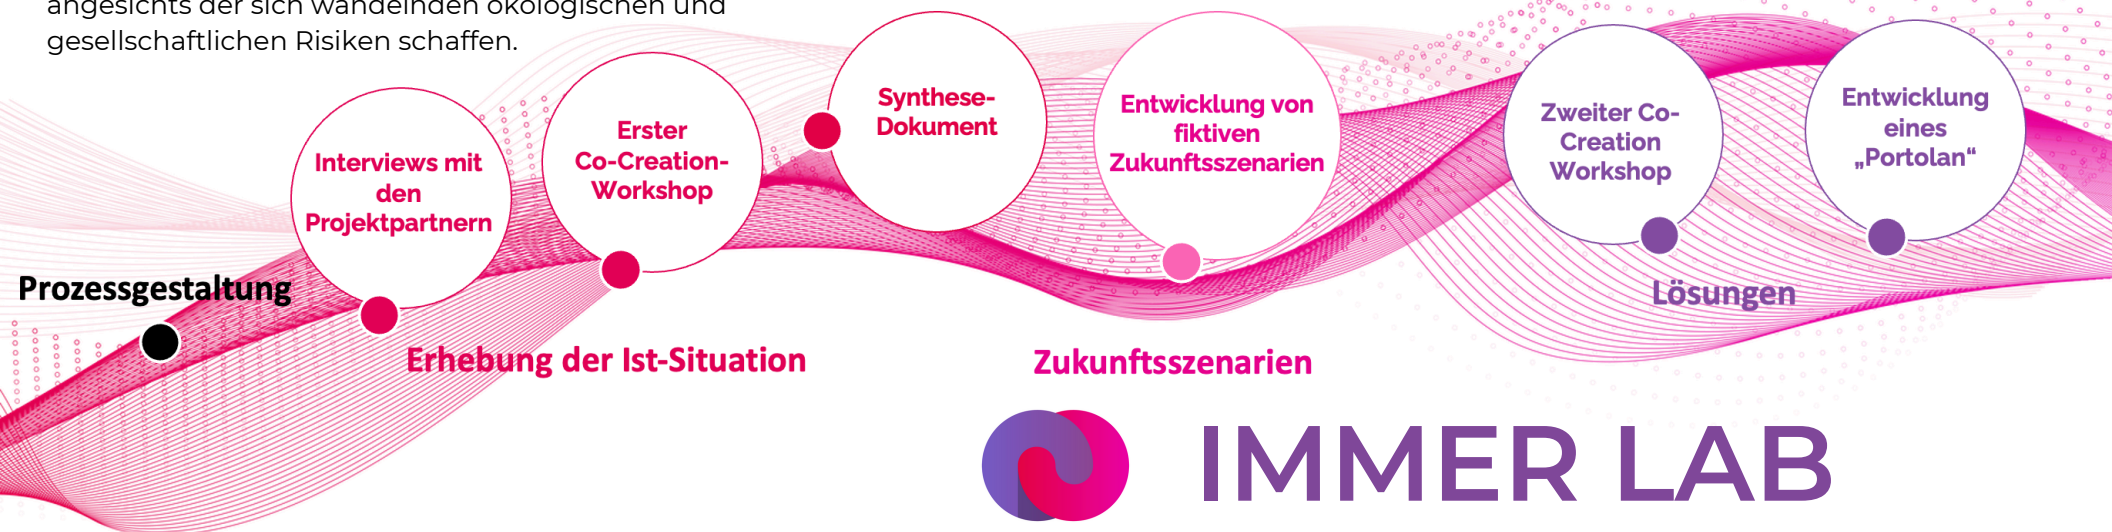 angesichts der sich wandelnden ökologischen und
gesellschaftlichen Risiken schaffen.
Prozessgestaltung
Interviews mit
den
Projektpartnern
Erster
Co-Creation-
Workshop
Synthese-
Dokument
Erhebung der Ist-Situation
Entwicklung von
fiktiven
Zukunftsszenarien
Zukunftsszenarien
Zweiter Co-
Creation
Workshop
Entwicklung
eines
„Portolan“
Lösungen
IMMER LAB